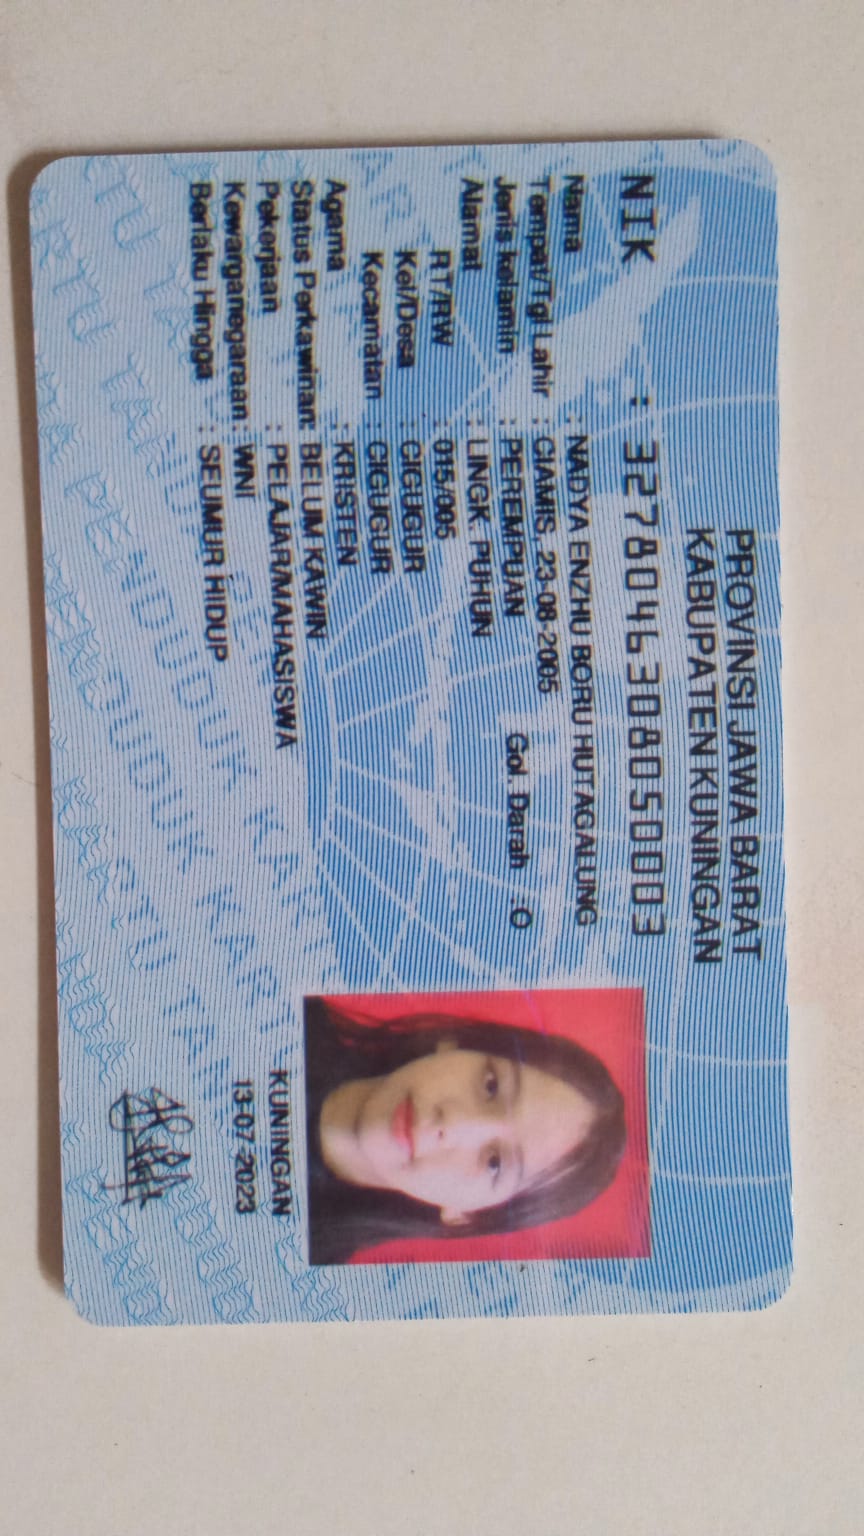 PROVINSI JAWA BARAT
KABUPATEN KUNINGAN
NIK : 3278046308050003
Nama : NADYA ENZHU BORU HUTAGALUNG
Tempat/Tgl Lahir : CIAMIS, 23-08-2005
Jenis kelamin : PEREMPUAN Gol. Darah : O
Alamat : LINGK. PUHUN
RT/RW : 015/005
Kel/Desa : CIGUGUR
Kecamatan : CIGUGUR
Agama : KRISTEN
Status Perkawinan: BELUM KAWIN
Pekerjaan : PELAJAR/MAHASISWA
Kewarganegaraan: WNI
Berlaku Hingga : SEUMUR HIDUP
KUNINGAN
13-07-2023